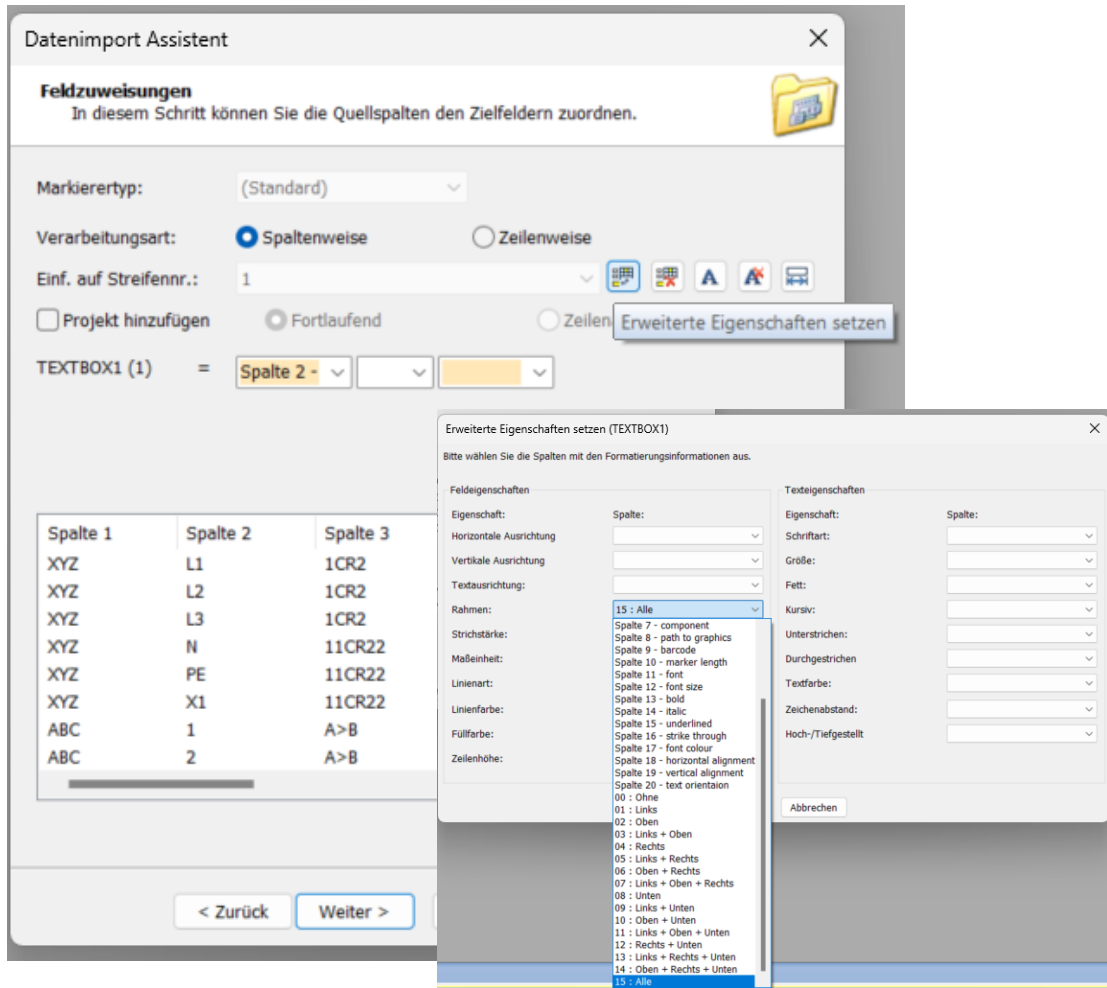 Datenimport Assistent
Feldzuweisungen
In diesem Schritt können Sie die Quellspalten den Zielfeldern zuordnen.
Markierertyp: (Standard)
Verarbeitungsart: Spaltenweise Zeilenweise
Einf. auf Streifennr.: 1
Projekt hinzufügen Fortlaufend Zeilen
Erweiterte Eigenschaften setzen
TEXTBOX1 (1) = Spalte 2 -
Spalte 1 Spalte 2 Spalte 3
XYZ L1 1CR2
XYZ L2 1CR2
XYZ L3 1CR2
XYZ N 11CR22
XYZ PE 11CR22
XYZ X1 11CR22
ABC 1 A>B
ABC 2 A>B
< Zurück Weiter >
Erweiterte Eigenschaften setzen (TEXTBOX1)
Bitte wählen Sie die Spalten mit den Formatierungsinformationen aus.
Feldeigenschaften
Eigenschaft: Spalte:
Horizontale Ausrichtung
Vertikale Ausrichtung
Textausrichtung:
Rahmen: 15 : Alle
Strichstärke:
Maßeinheit:
Linienart:
Linienfarbe:
Füllfarbe:
Zeilenhöhe:
Spalte 7 - component
Spalte 8 - path to graphics
Spalte 9 - barcode
Spalte 10 - marker length
Spalte 11 - font
Spalte 12 - font size
Spalte 13 - bold
Spalte 14 - italic
Spalte 15 - underlined
Spalte 16 - strike through
Spalte 17 - font colour
Spalte 18 - horizontal alignment
Spalte 19 - vertical alignment
Spalte 20 - text orientaion
00 : Ohne
01 : Links
02 : Oben
03 : Links + Oben
04 : Rechts
05 : Links + Rechts
06 : Oben + Rechts
07 : Links + Oben + Rechts
08 : Unten
09 : Links + Unten
10 : Oben + Unten
11 : Links + Oben + Unten
12 : Rechts + Unten
13 : Links + Rechts + Unten
14 : Oben + Rechts + Unten
15 : Alle
Texteigenschaften
Eigenschaft: Spalte:
Schriftart:
Größe:
Fett:
Kursiv:
Unterstrichen:
Durchgestrichen
Textfarbe:
Zeichenabstand:
Hoch-/Tiefgestellt
Abbrechen